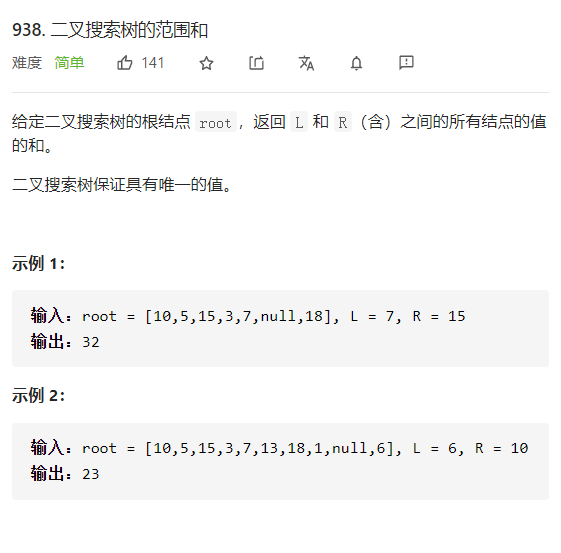 938. 二叉搜索树的范围和
难度 简单 141
给定二叉搜索树的根结点 root，返回 L 和 R（含）之间的所有结点的值
的和。
二叉搜索树保证具有唯一的值。
示例 1：
输入：root = [10,5,15,3,7,null,18], L = 7, R = 15
输出：32
示例 2：
输入：root = [10,5,15,3,7,13,18,1,null,6], L = 6, R = 10
输出：23